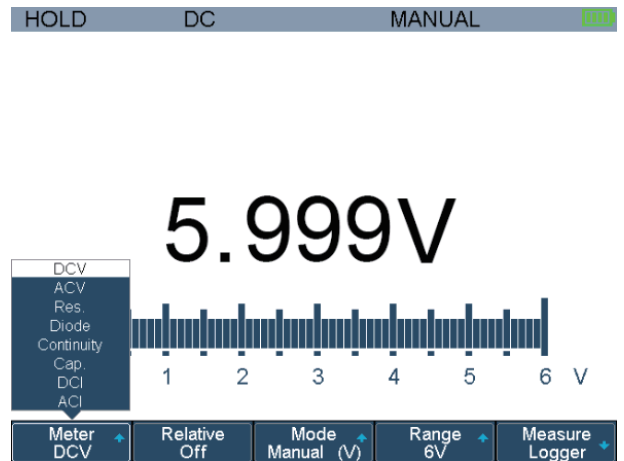 HOLD DC MANUAL
5.999V
DCV
ACV
Res.
Diode
Continuity
Cap.
DCI
ACI
1 2 3 4 5 6 V
Meter Relative Mode Range Measure
DCV Off Manual (V) 6V Logger